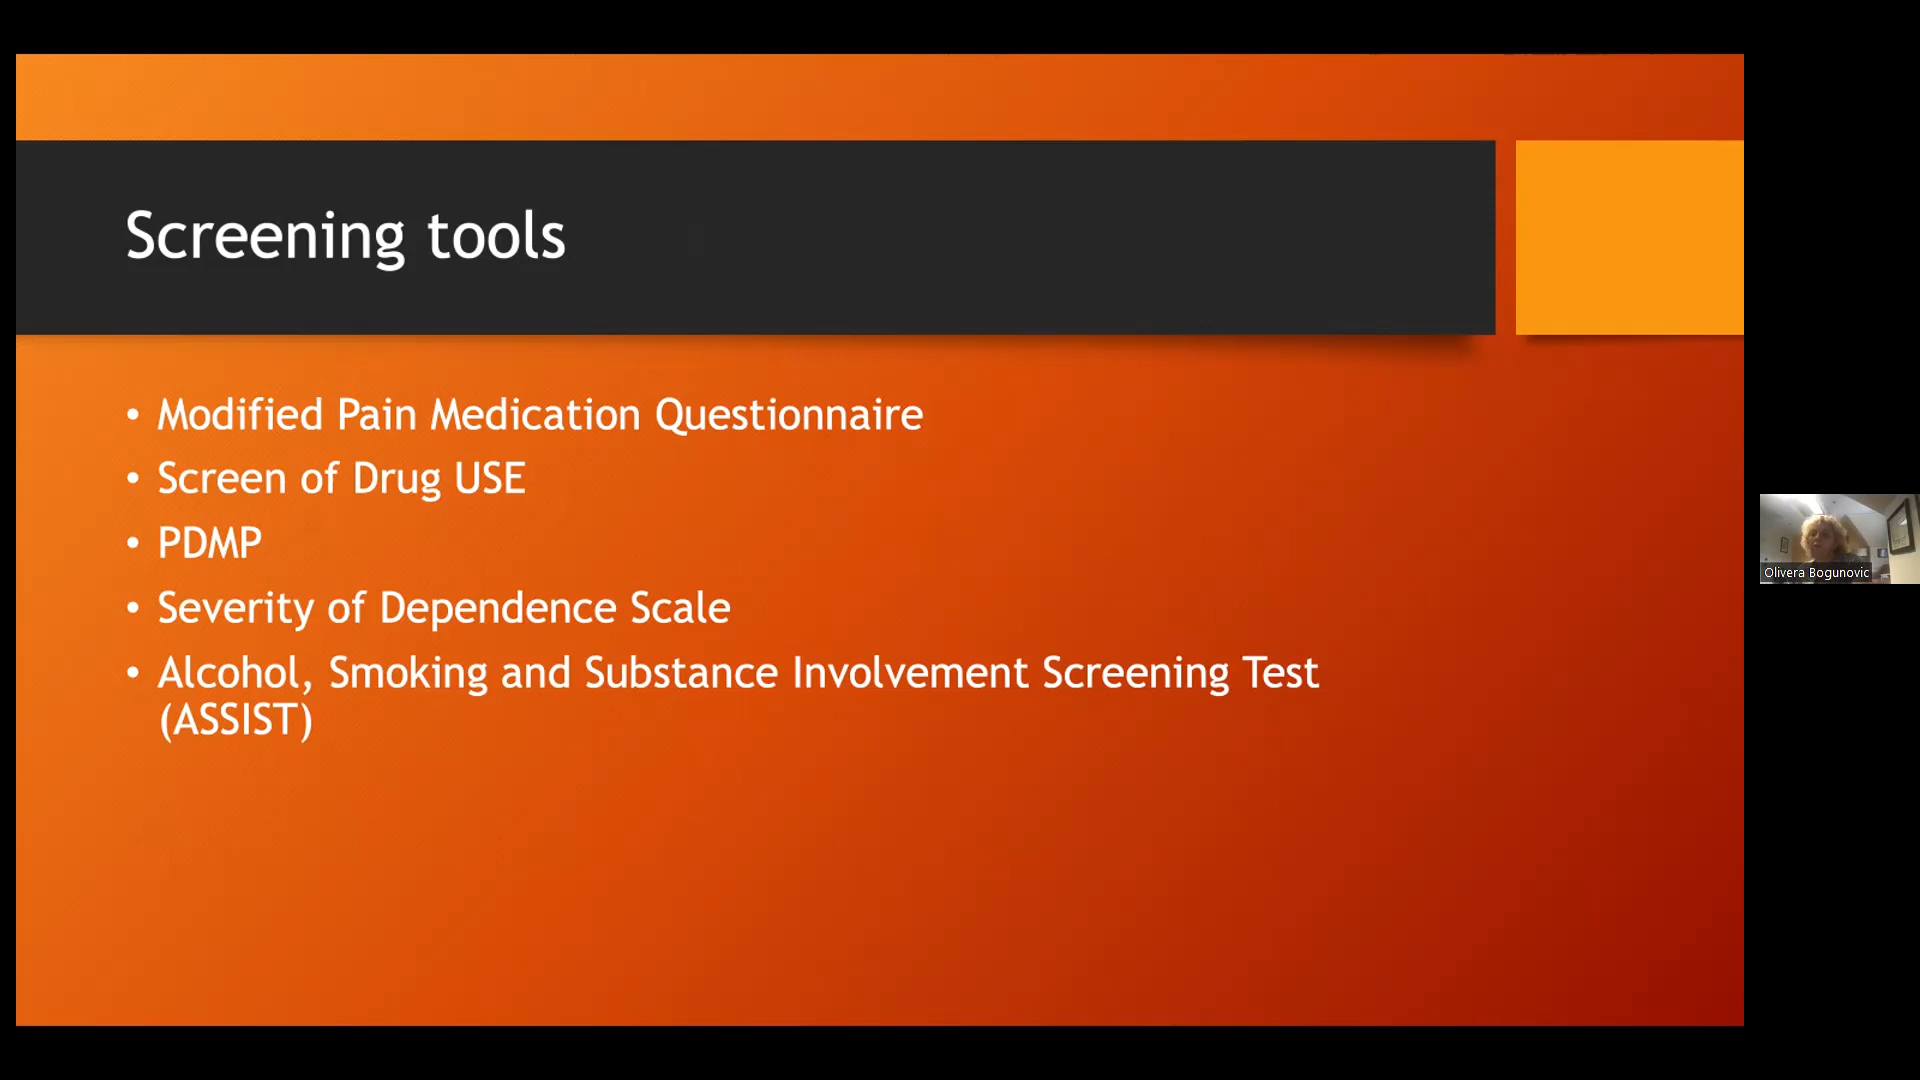 Screening tools
• Modified Pain Medication Questionnaire
• Screen of Drug USE
• PDMP
• Severity of Dependence Scale
• Alcohol, Smoking and Substance Involvement Screening Test
(ASSIST)
Olivera Bogunovic